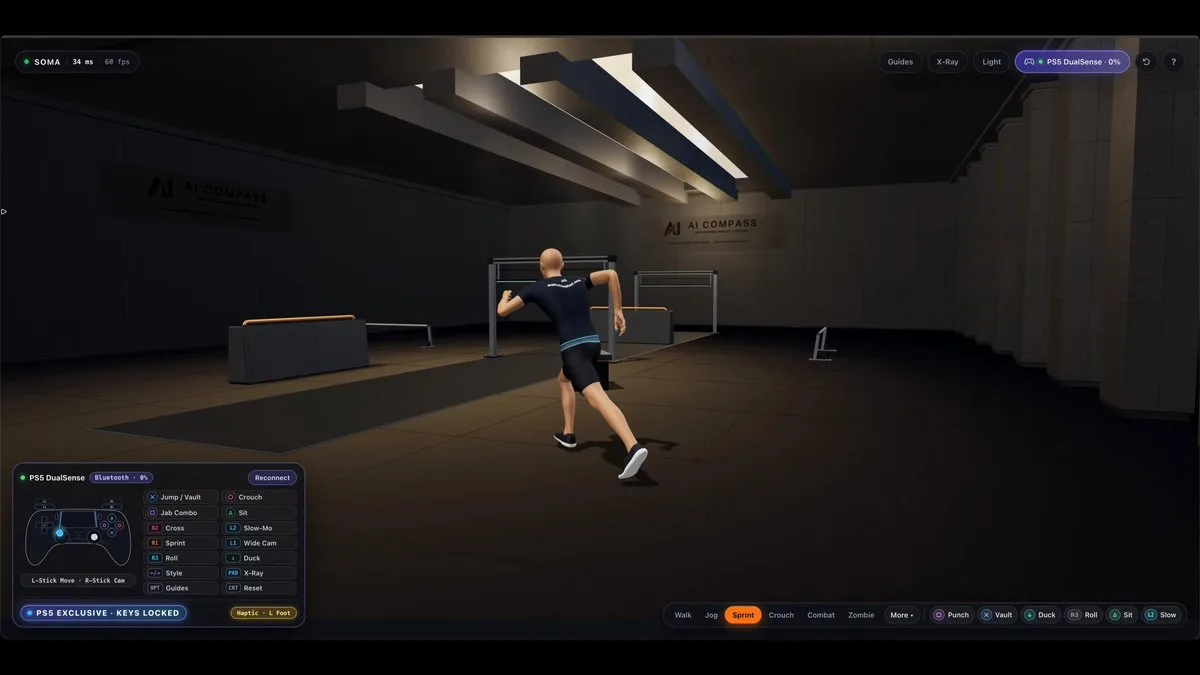 SOMA 34 ms 60 fps
Guides
X-Ray
Light
PS5 DualSense · 0%
?
AI COMPASS
AI COMPASS
PS5 DualSense
Bluetooth · 0%
Reconnect
Jump / Vault
Crouch
Jab Combo
Sit
R2 Cross
L2 Slow-Mo
R1 Sprint
L1 Wide Cam
R3 Roll
↓ Duck
←/→ Style
PAD X-Ray
OPT Guides
CRT Reset
L-Stick Move · R-Stick Cam
PS5 EXCLUSIVE · KEYS LOCKED
Haptic · L Foot
Walk
Jog
Sprint
Crouch
Combat
Zombie
More
Punch
Vault
Duck
R3 Roll
Sit
L2 Slow